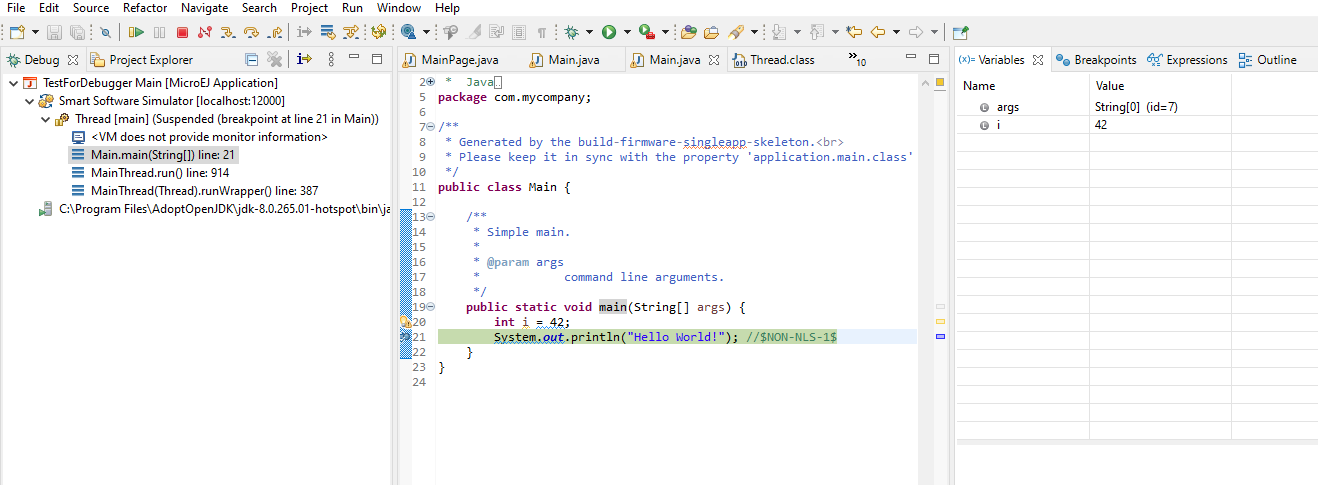 File Edit Source Refactor Navigate Search Project Run Window Help
Debug Project Explorer
TestForDebugger Main [MicroEJ Application]
Smart Software Simulator [localhost:12000]
Thread [main] (Suspended (breakpoint at line 21 in Main))
<VM does not provide monitor information>
Main.main(String[]) line: 21
MainThread.run() line: 914
MainThread(Thread).runWrapper() line: 387
C:\Program Files\AdoptOpenJDK\jdk-8.0.265.01-hotspot\bin\ja
MainPage.java Main.java Main.java Thread.class 10
2 * Java
5 package com.mycompany;
6
7 /**
8 * Generated by the build-firmware-singleapp-skeleton.<br>
9 * Please keep it in sync with the property 'application.main.class'
10 */
11 public class Main {
12
13 /**
14 * Simple main.
15 *
16 * @param args
17 * command line arguments.
18 */
19 public static void main(String[] args) {
20 int i = 42;
21 System.out.println("Hello World!"); //$NON-NLS-1$
22 }
23 }
24
(x)= Variables Breakpoints Expressions Outline
Name Value
args String[0] (id=7)
i 42